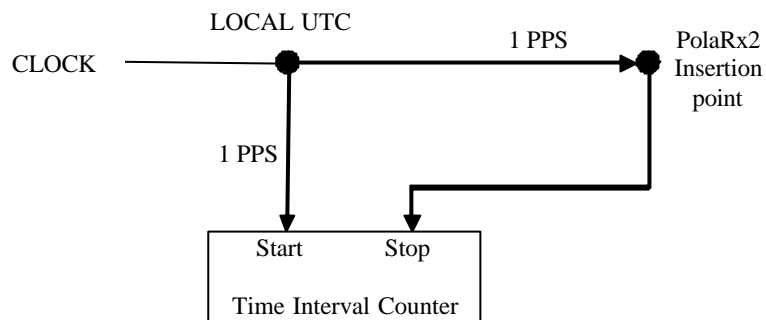 LOCAL UTC
1 PPS
PolaRx2
Insertion
point
CLOCK
1 PPS
Start
Stop
Time Interval Counter